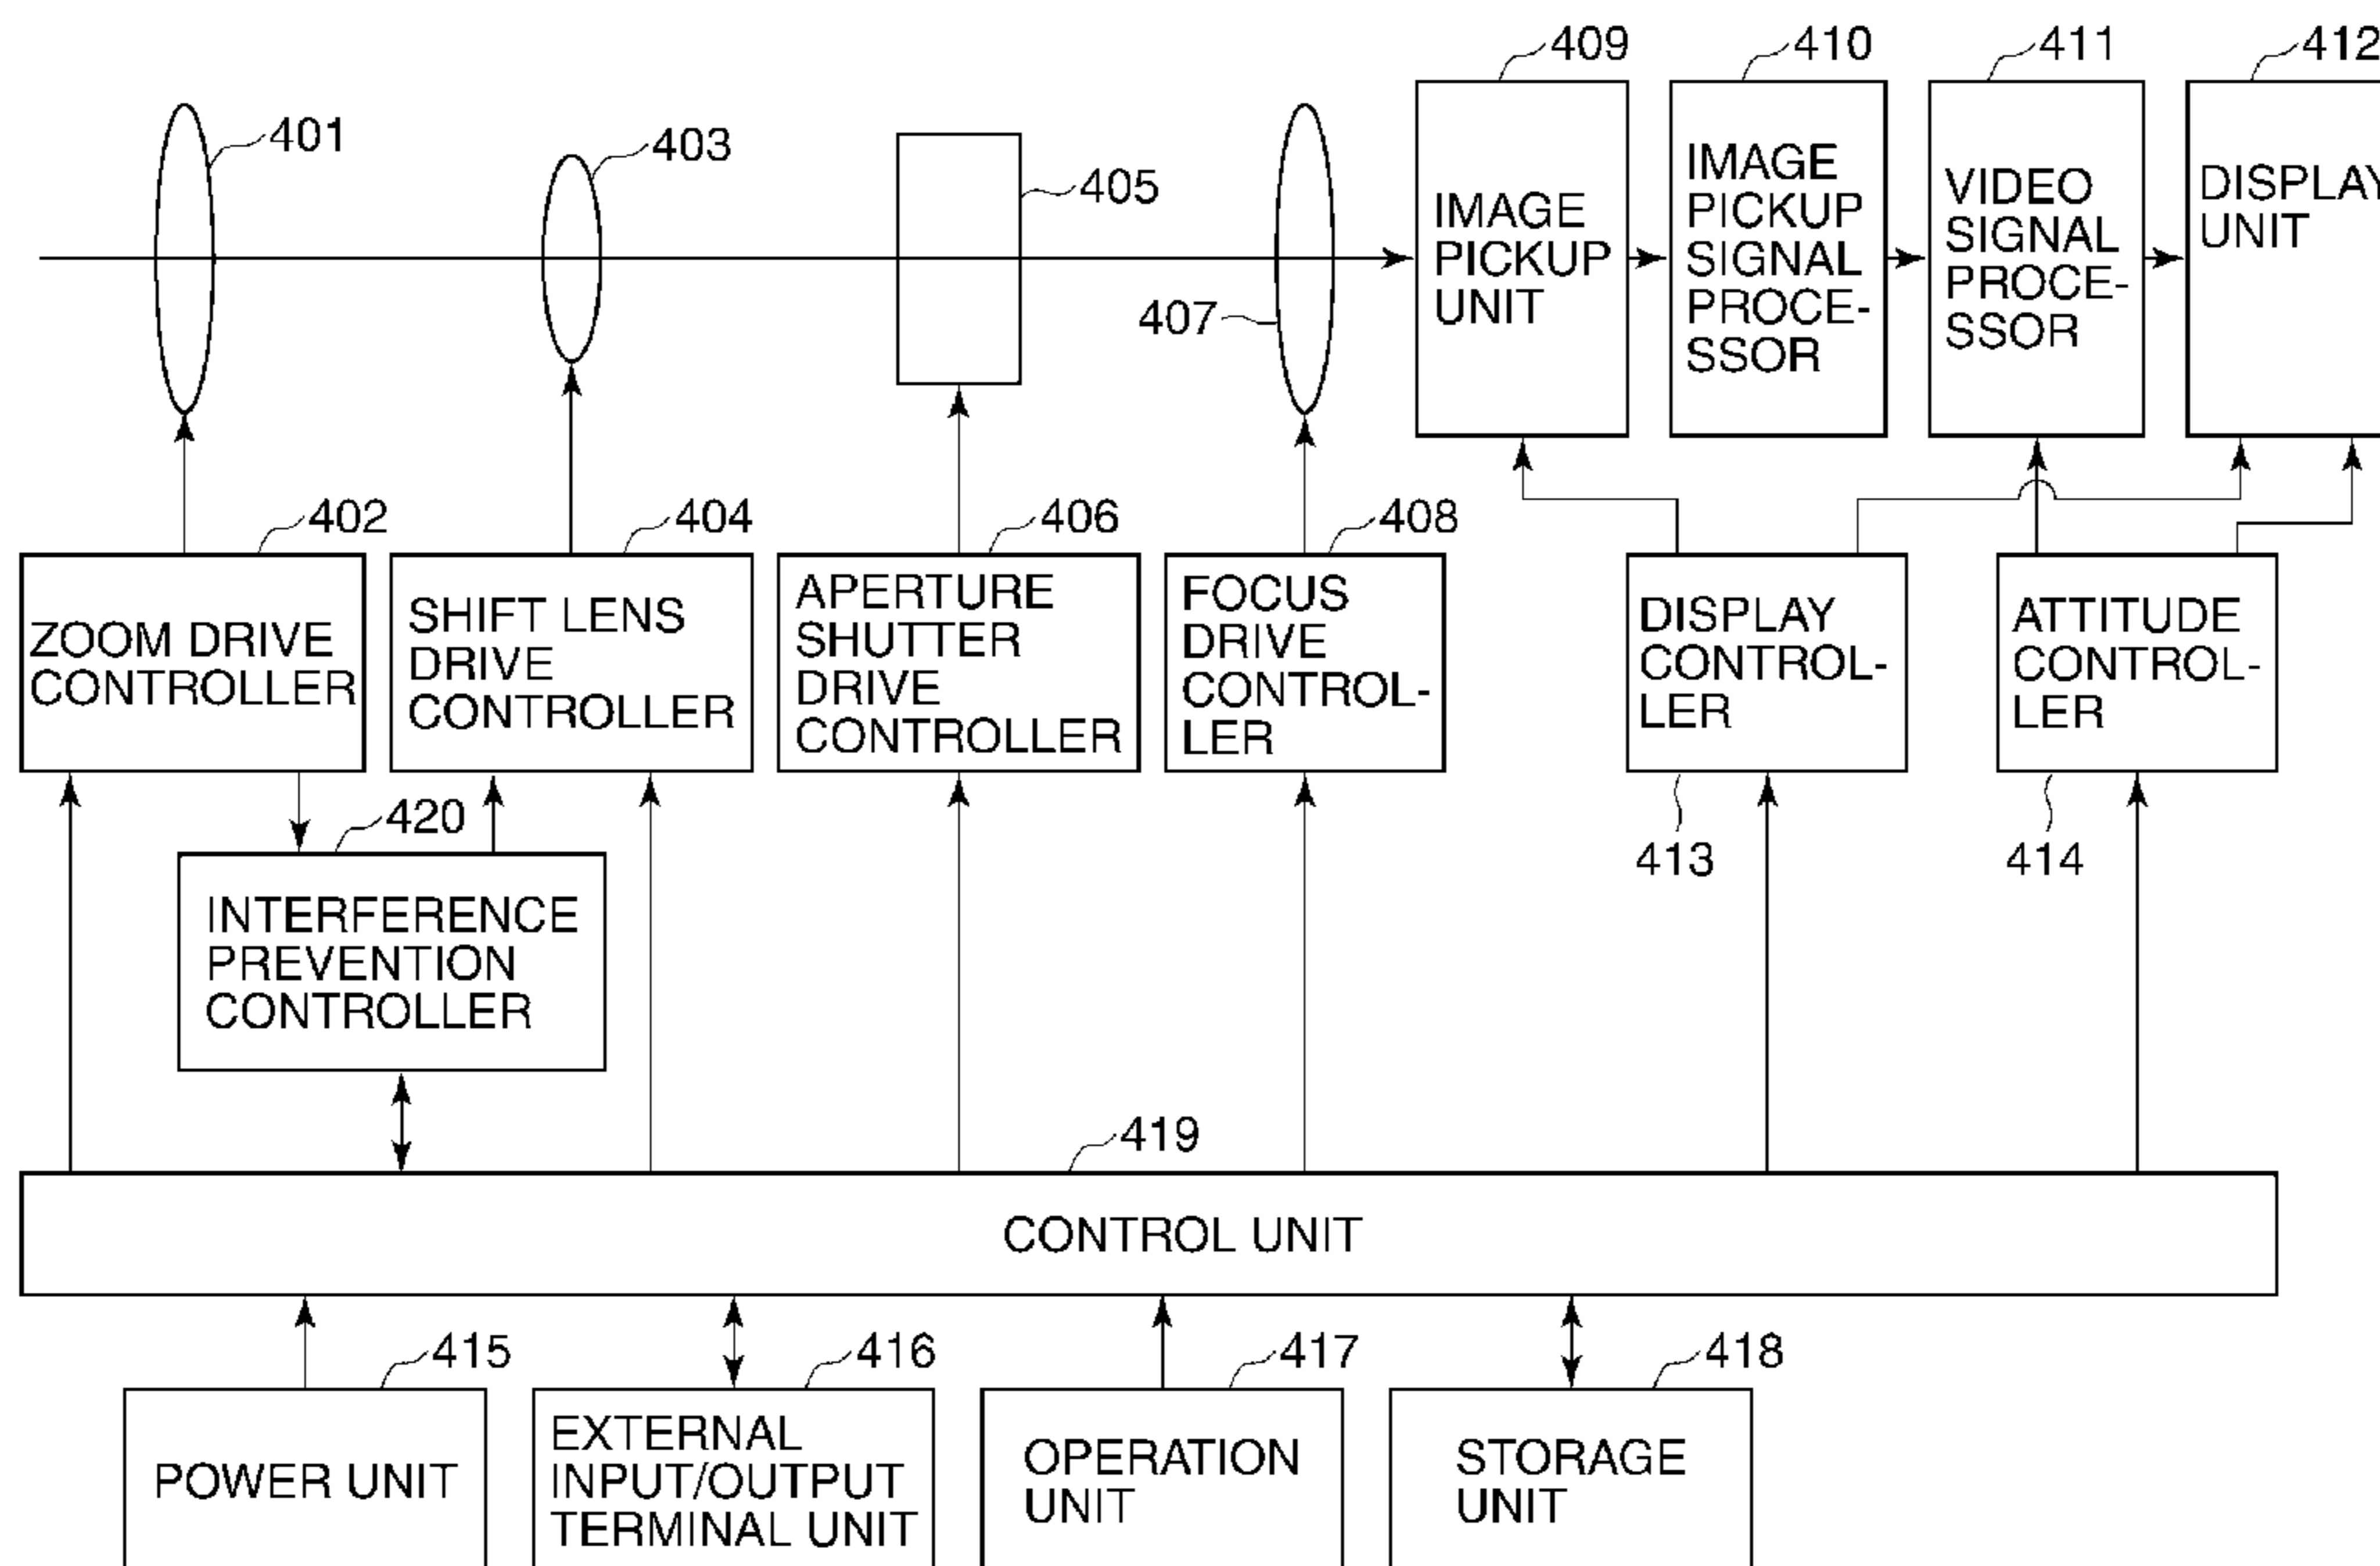 409
410
411
412
401
403
405
407
IMAGE
PICKUP
UNIT
IMAGE
PICKUP
SIGNAL
PROCE-
SSOR
VIDEO
SIGNAL
PROCE-
SSOR
DISPLAY
UNIT
402
404
406
408
ZOOM DRIVE
CONTROLLER
SHIFT LENS
DRIVE
CONTROLLER
APERTURE
SHUTTER
DRIVE
CONTROLLER
FOCUS
DRIVE
CONTROL-
LER
DISPLAY
CONTROL-
LER
ATTITUDE
CONTROL-
LER
420
413
414
INTERFERENCE
PREVENTION
CONTROLLER
419
CONTROL UNIT
415
416
417
418
POWER UNIT
EXTERNAL
INPUT/OUTPUT
TERMINAL UNIT
OPERATION
UNIT
STORAGE
UNIT